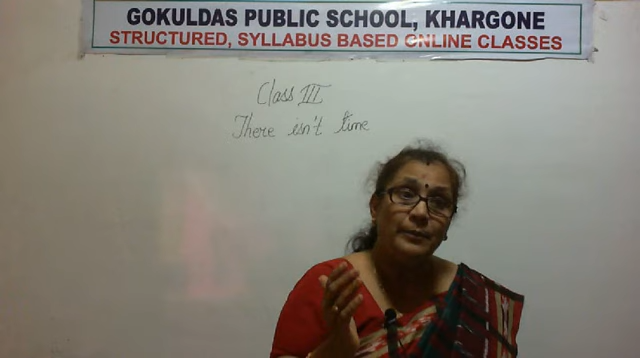 GOKULDAS PUBLIC SCHOOL, KHARGONE
STRUCTURED, SYLLABUS BASED ONLINE CLASSES
Class III
There isn't time